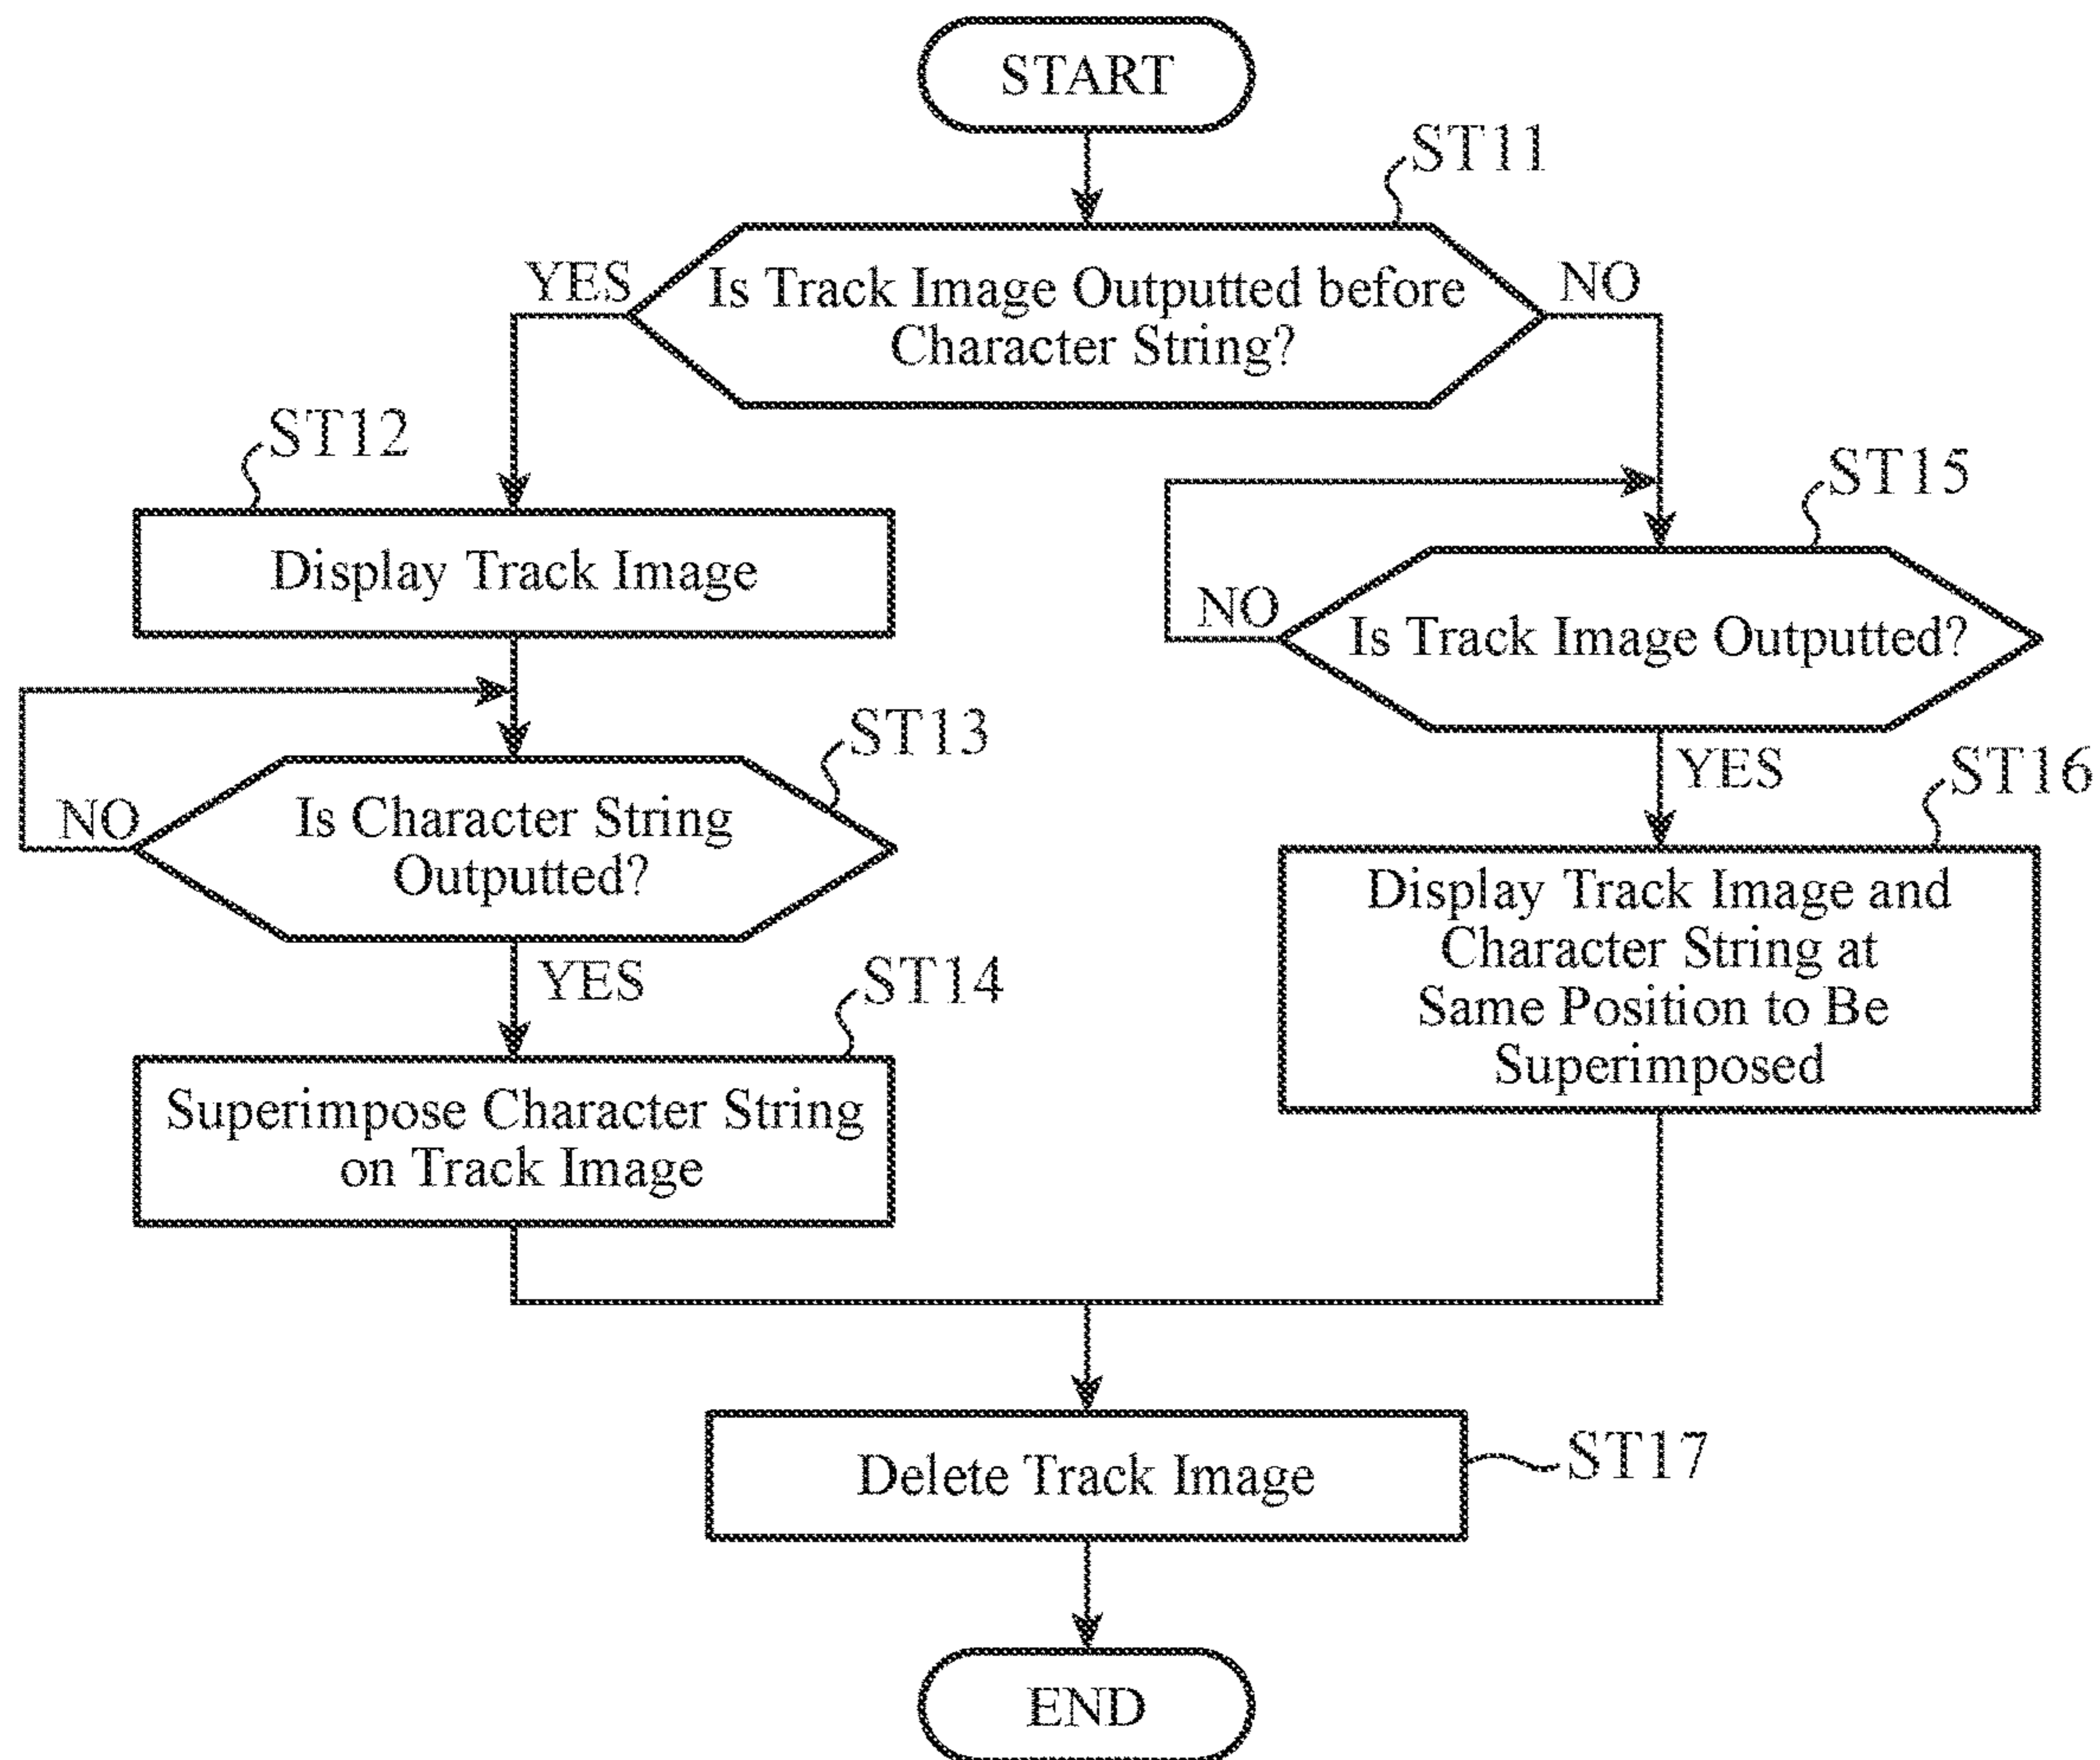 START
ST11
YES
Is Track Image Outputted before
Character String?
NO
ST12
Display Track Image
ST15
NO
Is Track Image Outputted?
ST13
NO
Is Character String
Outputted?
YES
ST16
Display Track Image and
Character String at
Same Position to Be
Superimposed
YES
ST14
Superimpose Character String
on Track Image
Delete Track Image
ST17
END